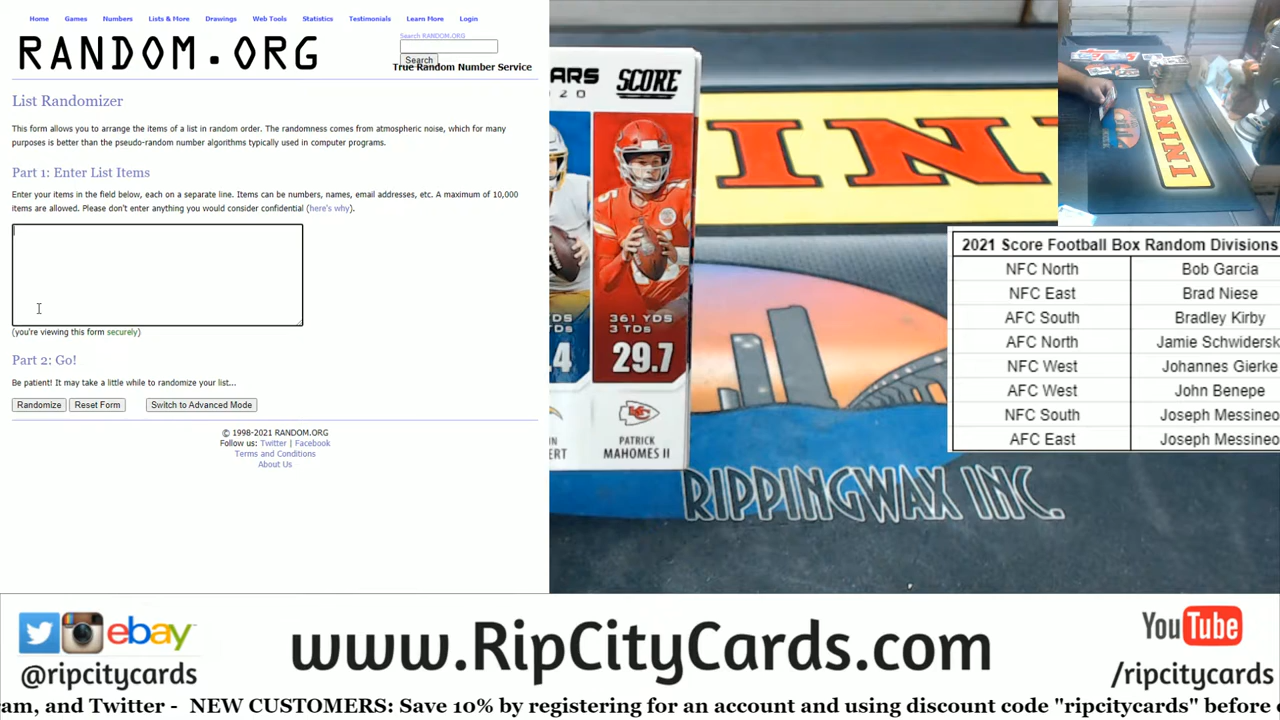 Home Games Numbers Lists & More Drawings Web Tools Statistics Testimonials Learn More Login
RANDOM.ORG
Search RANDOM.ORG
Search
True Random Number Service
List Randomizer
This form allows you to arrange the items of a list in random order. The randomness comes from atmospheric noise, which for many
purposes is better than the pseudo-random number algorithms typically used in computer programs.
Part 1: Enter List Items
Enter your items in the field below, each on a separate line. Items can be numbers, names, email addresses, etc. A maximum of 10,000
items are allowed. Please don't enter anything you would consider confidential (here's why).
(you're viewing this form securely)
Part 2: Go!
Be patient! It may take a little while to randomize your list...
Randomize Reset Form Switch to Advanced Mode
© 1998-2021 RANDOM.ORG
Follow us: Twitter | Facebook
Terms and Conditions
About Us
ARS SCORE
020
DS 361 YDS
TDs 3 TDs
.4 29.7
IN PATRICK
ERT MAHOMES II
INI
RIPPINGWAX INC.
PANINI
2021 Score Football Box Random Divisions
NFC North Bob Garcia
NFC East Brad Niese
AFC South Bradley Kirby
AFC North Jamie Schwidersk
NFC West Johannes Gierke
AFC West John Benepe
NFC South Joseph Messineo
AFC East Joseph Messineo
ebay
@ripcitycards
www.RipCityCards.com
YouTube
/ripcitycards
am, and Twitter - NEW CUSTOMERS: Save 10% by registering for an account and using discount code "ripcitycards" before